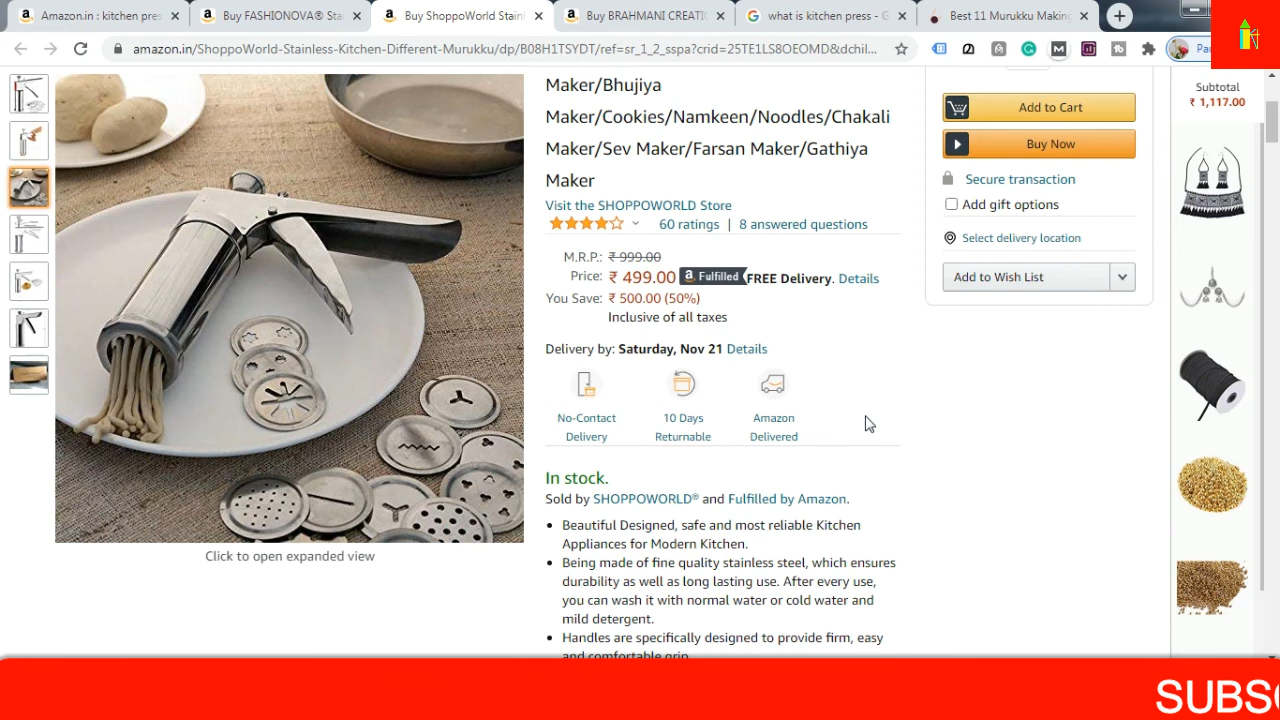 Amazon.in : kitchen pres
Buy FASHIONOVA® Sta
Buy ShoppoWorld Stainl
Buy BRAHMANI CREATIO
what is kitchen press - G
Best 11 Murukku Making
amazon.in/ShoppoWorld-Stainless-Kitchen-Different-Murukku/dp/B08H1TSYDT/ref=sr_1_2_sspa?crid=25TE1LS8OEOMD&dchil...
Maker/Bhujiya
Maker/Cookies/Namkeen/Noodles/Chakali
Maker/Sev Maker/Farsan Maker/Gathiya
Maker
Visit the SHOPPOWORLD Store
60 ratings | 8 answered questions
M.R.P.: ₹ 999.00
Price: ₹ 499.00 a Fulfilled FREE Delivery. Details
You Save: ₹ 500.00 (50%)
Inclusive of all taxes
Delivery by: Saturday, Nov 21 Details
No-Contact Delivery
10 Days Returnable
Amazon Delivered
In stock.
Sold by SHOPPOWORLD® and Fulfilled by Amazon.
Beautiful Designed, safe and most reliable Kitchen
Appliances for Modern Kitchen.
Being made of fine quality stainless steel, which ensures
durability as well as long lasting use. After every use,
you can wash it with normal water or cold water and
mild detergent.
Handles are specifically designed to provide firm, easy
and comfortable grip
Click to open expanded view
Add to Cart
Buy Now
Secure transaction
Add gift options
Select delivery location
Add to Wish List
Subtotal
₹ 1,117.00
SUBSC